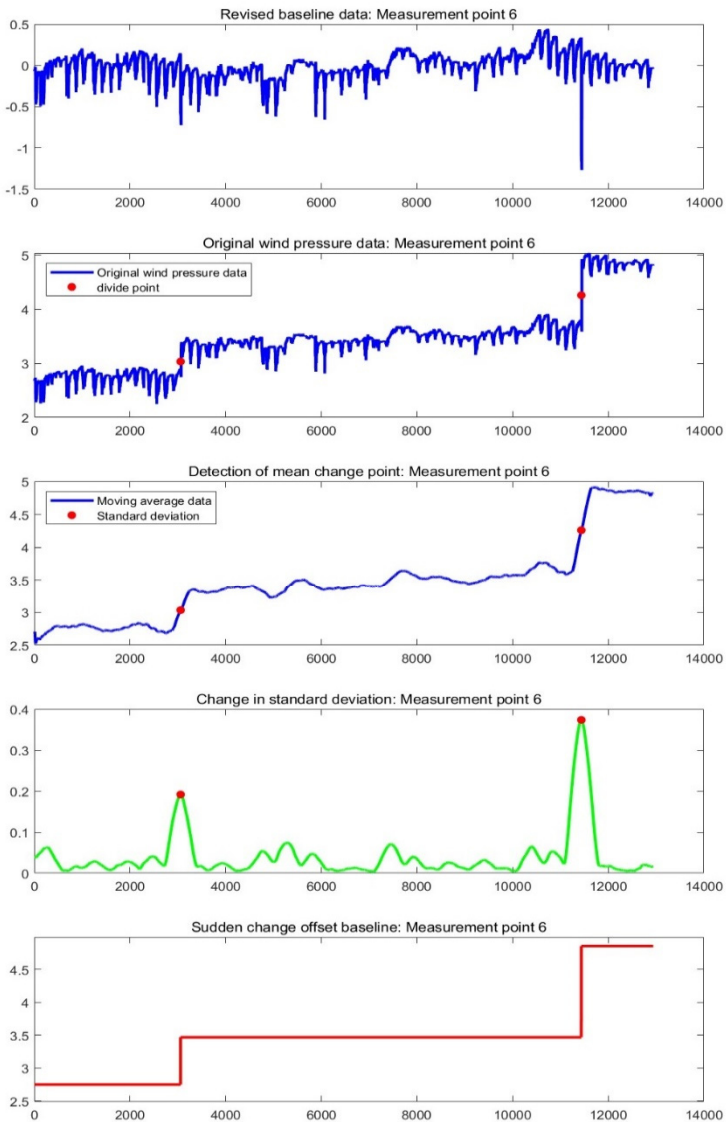 Revised baseline data: Measurement point 6
0.5
0
-0.5
-1
-1.5
0 2000 4000 6000 8000 10000 12000 14000
Original wind pressure data: Measurement point 6
5
4
3
2
Original wind pressure data
divide point
0 2000 4000 6000 8000 10000 12000 14000
Detection of mean change point: Measurement point 6
5
4.5
4
3.5
3
2.5
Moving average data
Standard deviation
0 2000 4000 6000 8000 10000 12000 14000
Change in standard deviation: Measurement point 6
0.4
0.3
0.2
0.1
0
0 2000 4000 6000 8000 10000 12000 14000
Sudden change offset baseline: Measurement point 6
4.5
4
3.5
3
2.5
0 2000 4000 6000 8000 10000 12000 14000